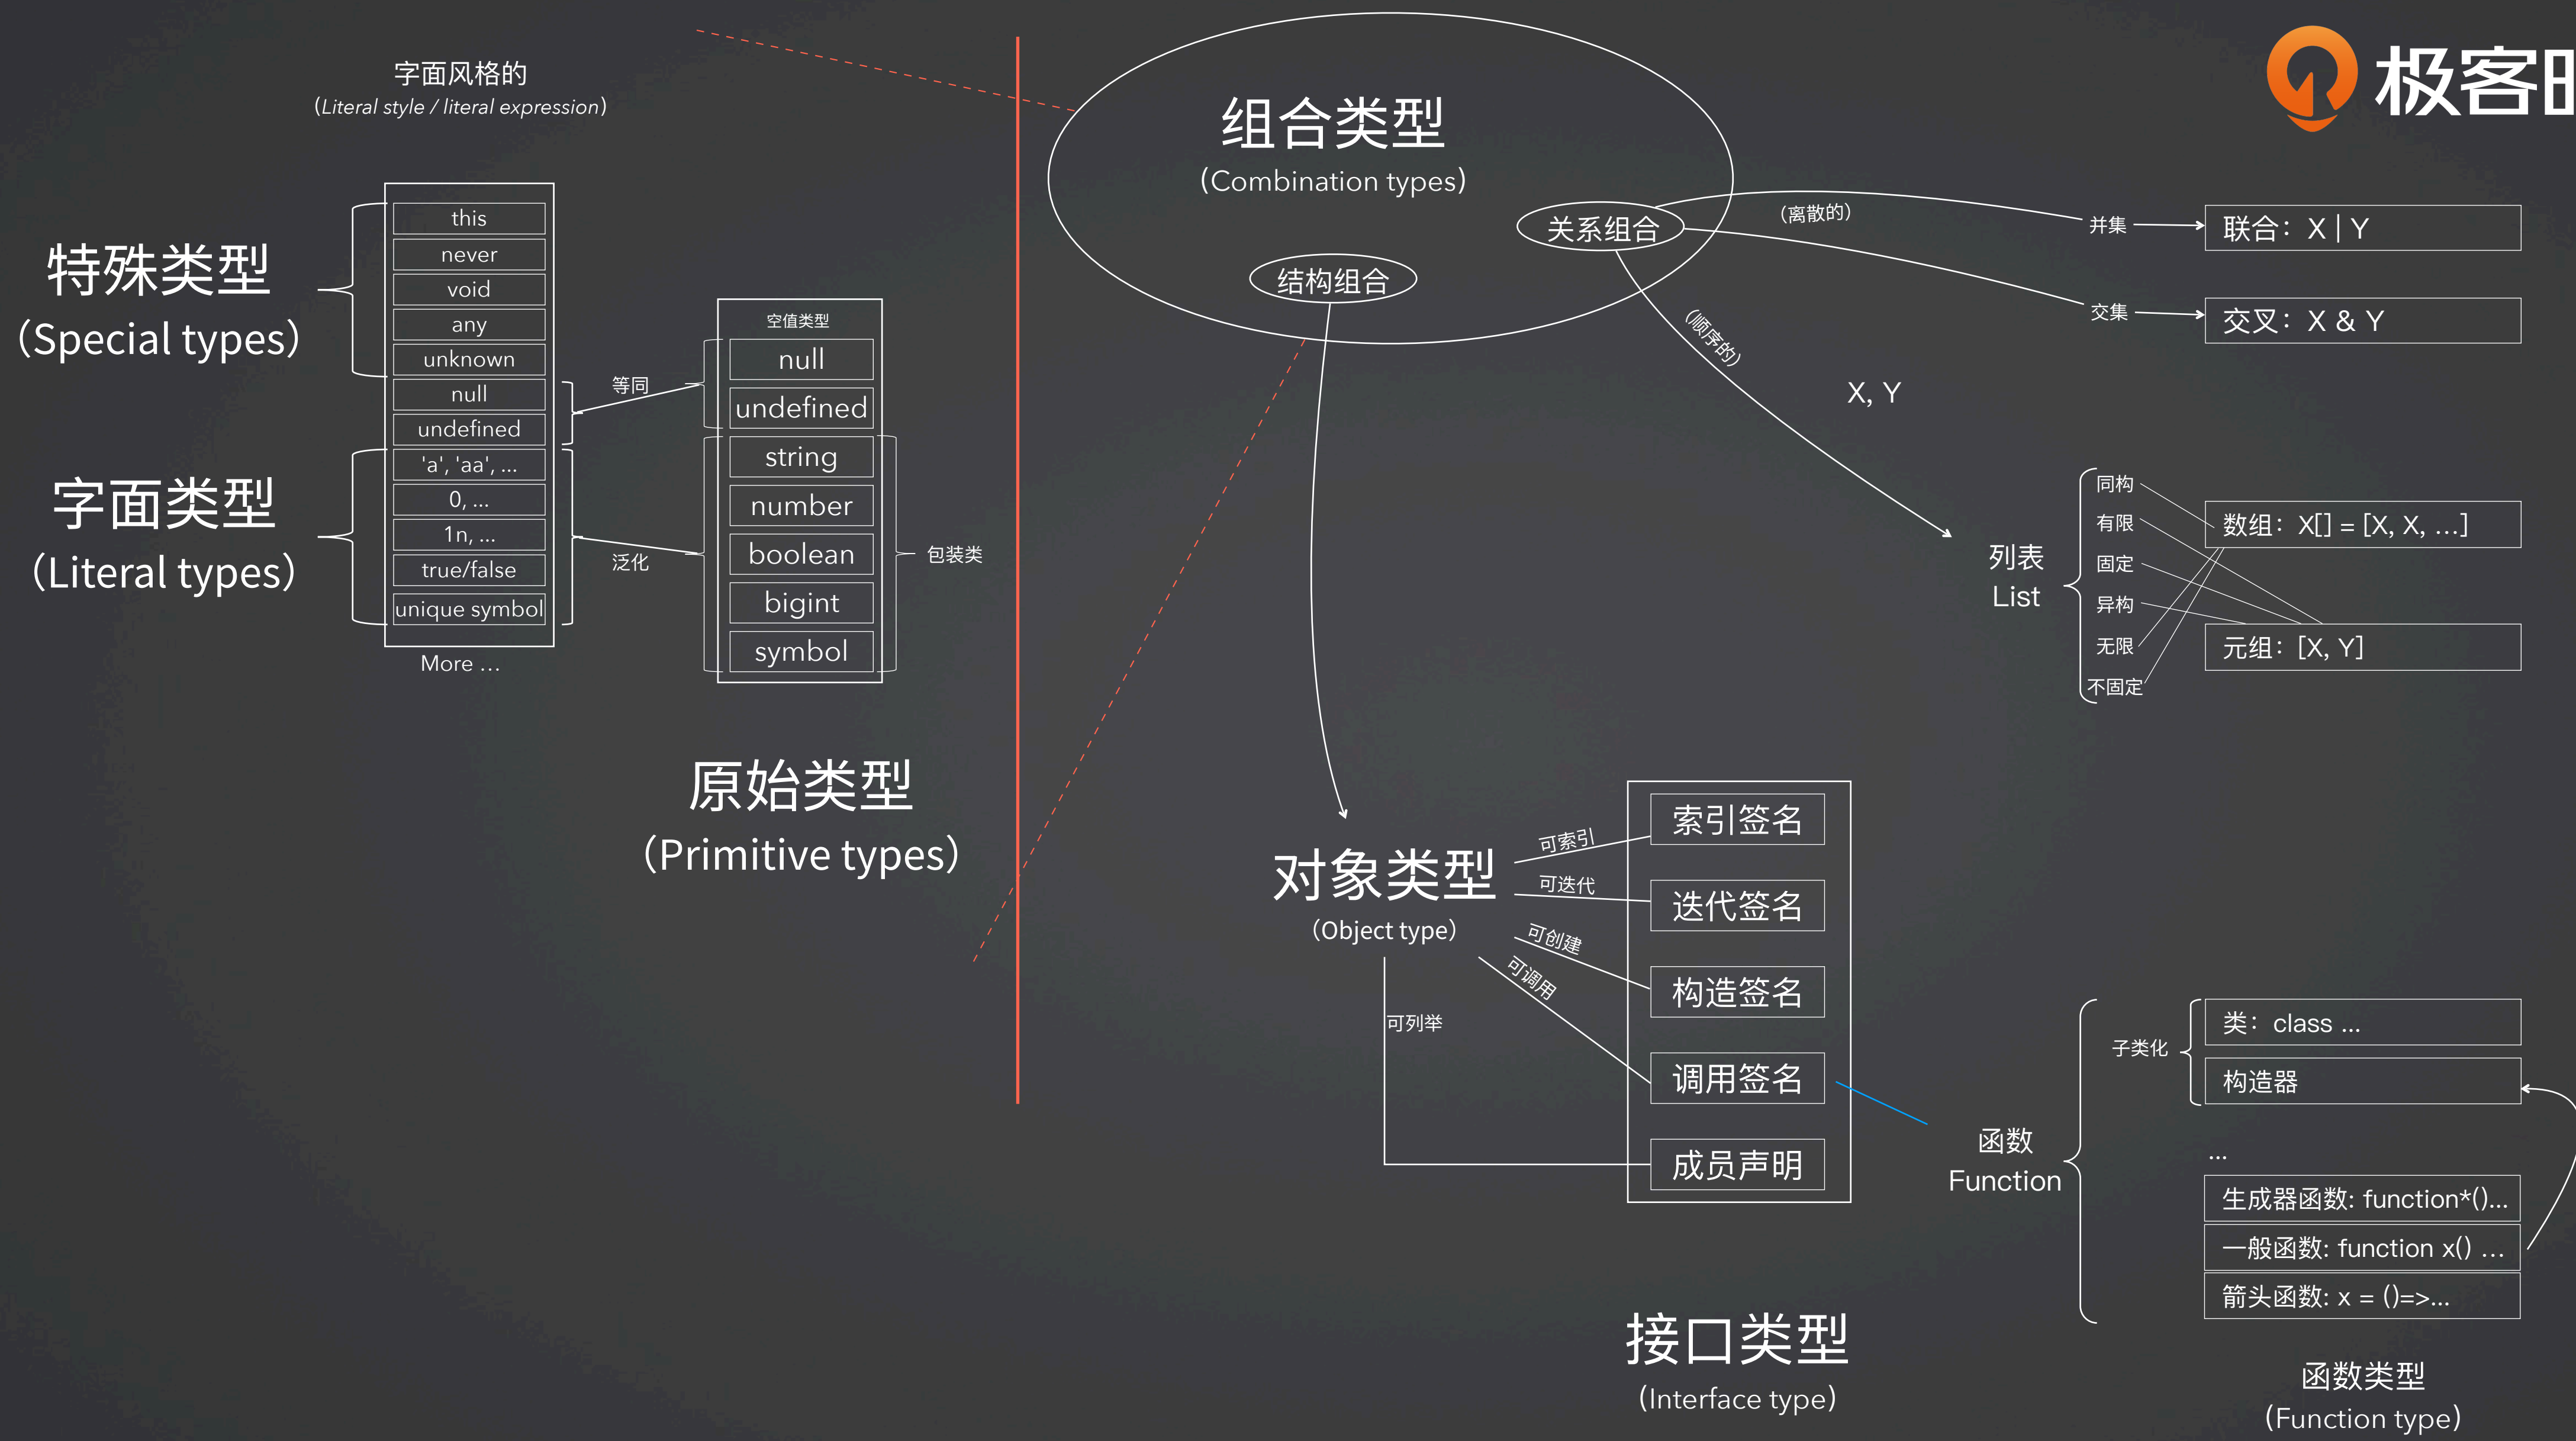 字面风格的
（Literal style / literal expression）
特殊类型
（Special types）
字面类型
（Literal types）
this
never
void
any
unknown
null
undefined
'a', 'aa', ...
0, ...
1n, ...
true/false
unique symbol
More ...
等同
泛化
空值类型
null
undefined
string
number
boolean
bigint
symbol
包装类
原始类型
（Primitive types）
组合类型
（Combination types）
关系组合
结构组合
（离散的）
（顺序的）
X, Y
并集
联合：X | Y
交集
交叉：X & Y
列表
List
同构
有限
固定
异构
无限
不固定
数组：X[] = [X, X, ...]
元组：[X, Y]
对象类型
（Object type）
可索引
可迭代
可创建
可调用
可列举
索引签名
迭代签名
构造签名
调用签名
成员声明
接口类型
（Interface type）
函数
Function
子类化
类：class ...
构造器
...
生成器函数: function*()...
一般函数: function x() ...
箭头函数: x = ()=>...
函数类型
（Function type）
极客